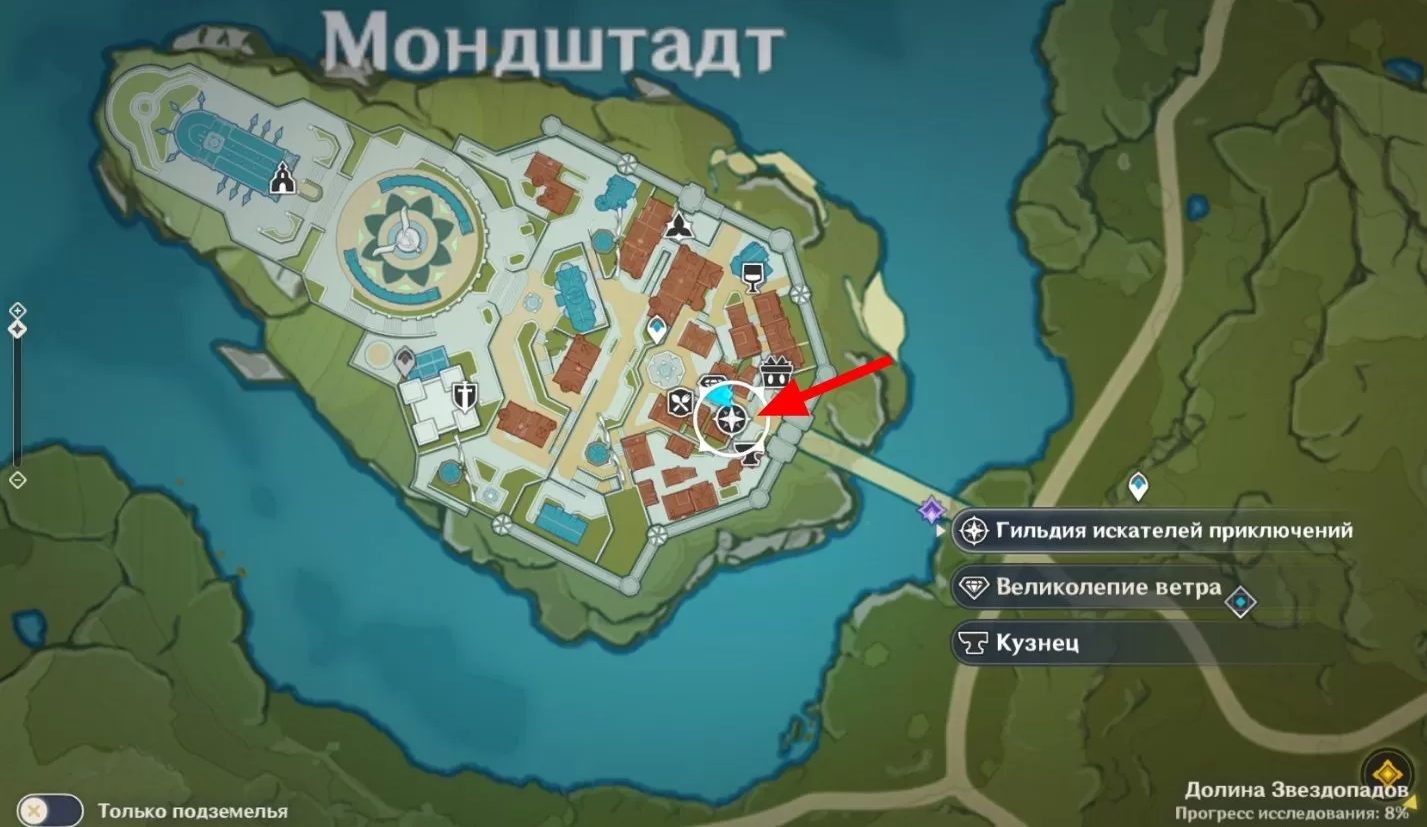 Мондштадт
Гильдия искателей приключений
Великолепие ветра
Кузнец
Долина Звездопадов
Прогресс исследования: 8%
Только подземелья